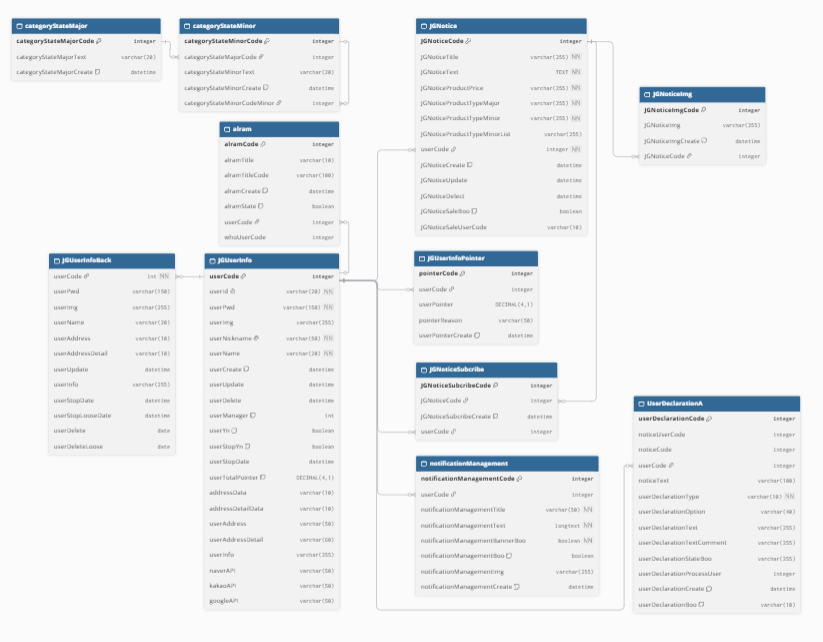 categoryStateMajor
categoryStateMajorCode integer
categoryStateMajorText varchar(20)
categoryStateMajorCreate datetime
categoryStateMinor
categoryStateMinorCode integer
categoryStateMajorCode integer
categoryStateMinorText varchar(20)
categoryStateMinorCreate datetime
categoryStateMinorCodeMinor integer
JGNotice
JGNoticeCode integer
JGNoticeTitle varchar(255) NN
JGNoticeText TEXT NN
JGNoticeProductPrice varchar(255) NN
JGNoticeProductTypeMajor varchar(255) NN
JGNoticeProductTypeMinor varchar(255) NN
JGNoticeProductTypeMinorList varchar(255)
userCode integer NN
JGNoticeCreate datetime
JGNoticeUpdate datetime
JGNoticeDelect datetime
JGNoticeSaleBoo boolean
JGNoticeSaleUserCode varchar(10)
JGNoticeImg
JGNoticeImgCode integer
JGNoticeImg varchar(255)
JGNoticeImgCreate datetime
JGNoticeCode integer
alram
alramCode integer
alramTitle varchar(10)
alramTitleCode varchar(100)
alramCreate datetime
alramState boolean
userCode integer
whoUserCode integer
JGUserInfoBack
userCode int NN
userPwd varchar(150)
userImg varchar(255)
userName varchar(20)
userAddress varchar(10)
userAddressDetail varchar(10)
userUpdate datetime
userInfo varchar(255)
userStopDate datetime
userStopLooseDate datetime
userDelete date
userDeleteLoose date
JGUserInfo
userCode integer
userId varchar(20) NN
userPwd varchar(150) NN
userImg varchar(255)
userNickname varchar(50) NN
userName varchar(20) NN
userCreate datetime
userUpdate datetime
userDelete datetime
userManager int
userYn boolean
userStopYn boolean
userStopDate datetime
userTotalPointer DECIMAL(4,1)
addressData varchar(10)
addressDetailData varchar(10)
userAddress varchar(50)
userAddressDetail varchar(60)
userInfo varchar(255)
naverAPI varchar(50)
kakaoAPI varchar(50)
googleAPI varchar(50)
JGUserInfoPointer
pointerCode integer
userCode integer
userPointer DECIMAL(4,1)
pointerReason varchar(50)
userPointerCreate datetime
JGNoticeSubcribe
JGNoticeSubcribeCode integer
JGNoticeCode integer
JGNoticeSubcribeCreate datetime
userCode integer
notificationManagement
notificationManagementCode integer
userCode integer
notificationManagementTitle varchar(50) NN
notificationManagementText longtext NN
notificationManagementBannerBoo boolean NN
notificationManagementBoo boolean
notificationManagementImg varchar(255)
notificationManagementCreate datetime
UserDeclarationA
userDeclarationCode integer
noticeUserCode integer
noticeCode integer
userCode integer
noticeText varchar(100)
userDeclarationType varchar(10) NN
userDeclarationOption varchar(40)
userDeclarationText varchar(255)
userDeclarationTextComment varchar(255)
userDeclarationStateBoo varchar(255)
userDeclarationProcessUser integer
userDeclarationCreate datetime
userDeclarationBoo varchar(10)